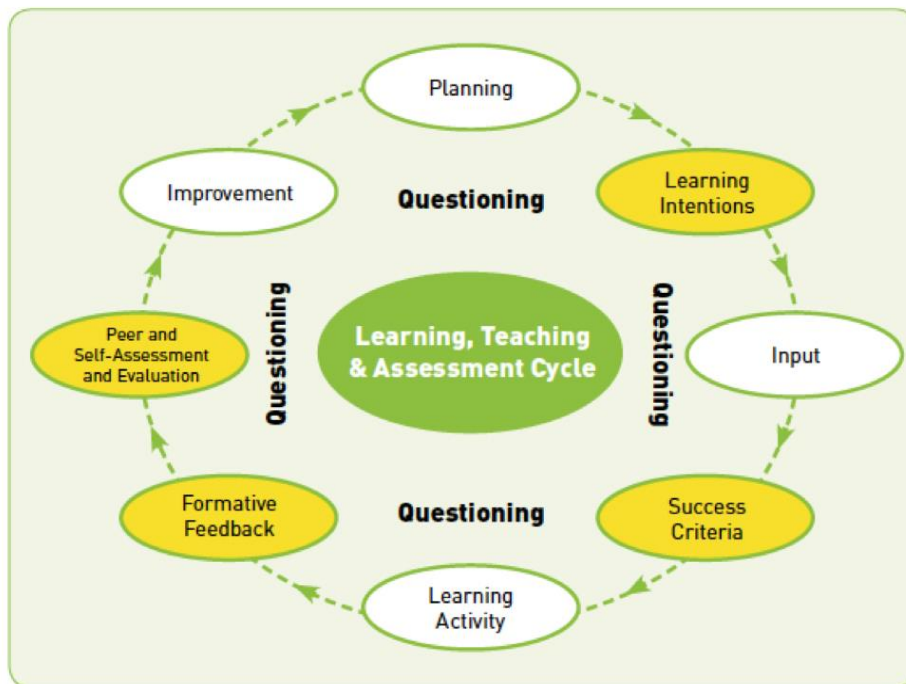 Planning
Improvement
Questioning
Learning
Intentions
Questioning
Learning, Teaching
& Assessment Cycle
Questioning
Input
Peer and
Self-Assessment
and Evaluation
Formative
Feedback
Questioning
Success
Criteria
Learning
Activity